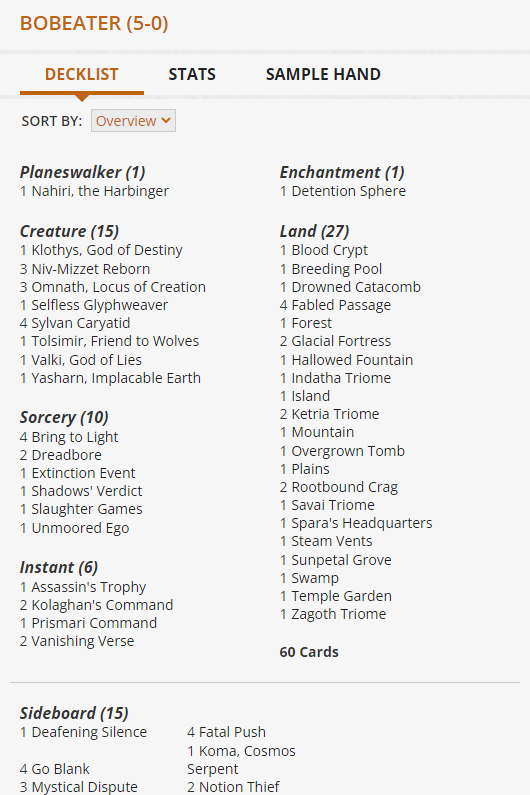 BOBEATER (5-0)
DECKLIST
STATS
SAMPLE HAND
SORT BY: Overview
Planeswalker (1)
1 Nahiri, the Harbinger
Creature (15)
1 Klothys, God of Destiny
3 Niv-Mizzet Reborn
3 Omnath, Locus of Creation
1 Selfless Glyphweaver
4 Sylvan Caryatid
1 Tolsimir, Friend to Wolves
1 Valki, God of Lies
1 Yasharn, Implacable Earth
Sorcery (10)
4 Bring to Light
2 Dreadbore
1 Extinction Event
1 Shadows' Verdict
1 Slaughter Games
1 Unmoored Ego
Instant (6)
1 Assassin's Trophy
2 Kolaghan's Command
1 Prismari Command
2 Vanishing Verse
Enchantment (1)
1 Detention Sphere
Land (27)
1 Blood Crypt
1 Breeding Pool
1 Drowned Catacomb
4 Fabled Passage
1 Forest
2 Glacial Fortress
1 Hallowed Fountain
1 Indatha Triome
1 Island
2 Ketria Triome
1 Mountain
1 Overgrown Tomb
1 Plains
2 Rootbound Crag
1 Savai Triome
1 Spara's Headquarters
1 Steam Vents
1 Sunpetal Grove
1 Swamp
1 Temple Garden
1 Zagoth Triome
60 Cards
Sideboard (15)
1 Deafening Silence
4 Go Blank
3 Mystical Dispute
4 Fatal Push
1 Koma, Cosmos
Serpent
2 Notion Thief